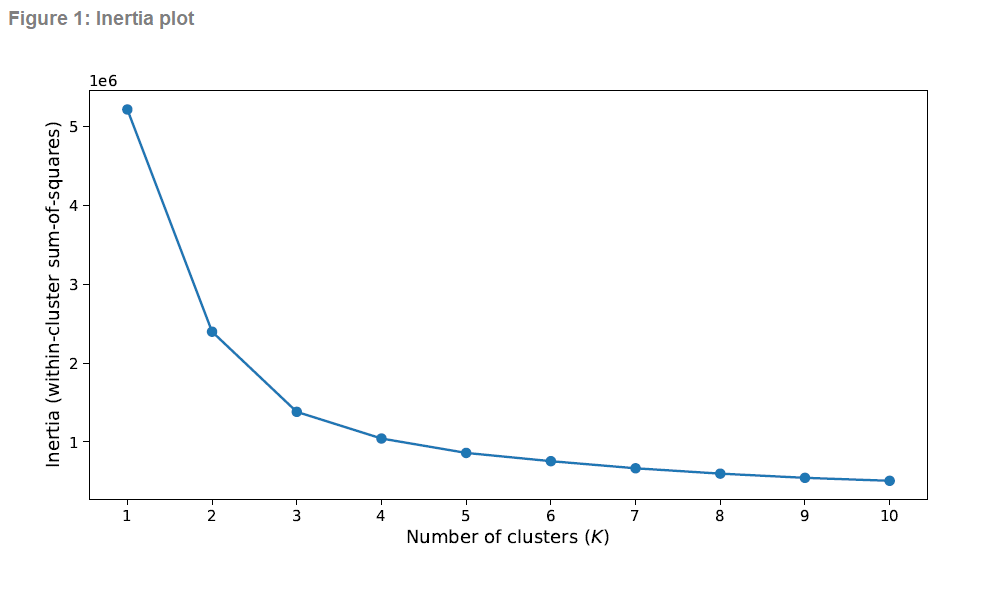 Figure 1: Inertia plot
1e6
5
4
3
2
1
Inertia (within-cluster sum-of-squares)
1 2 3 4 5 6 7 8 9 10
Number of clusters (K)